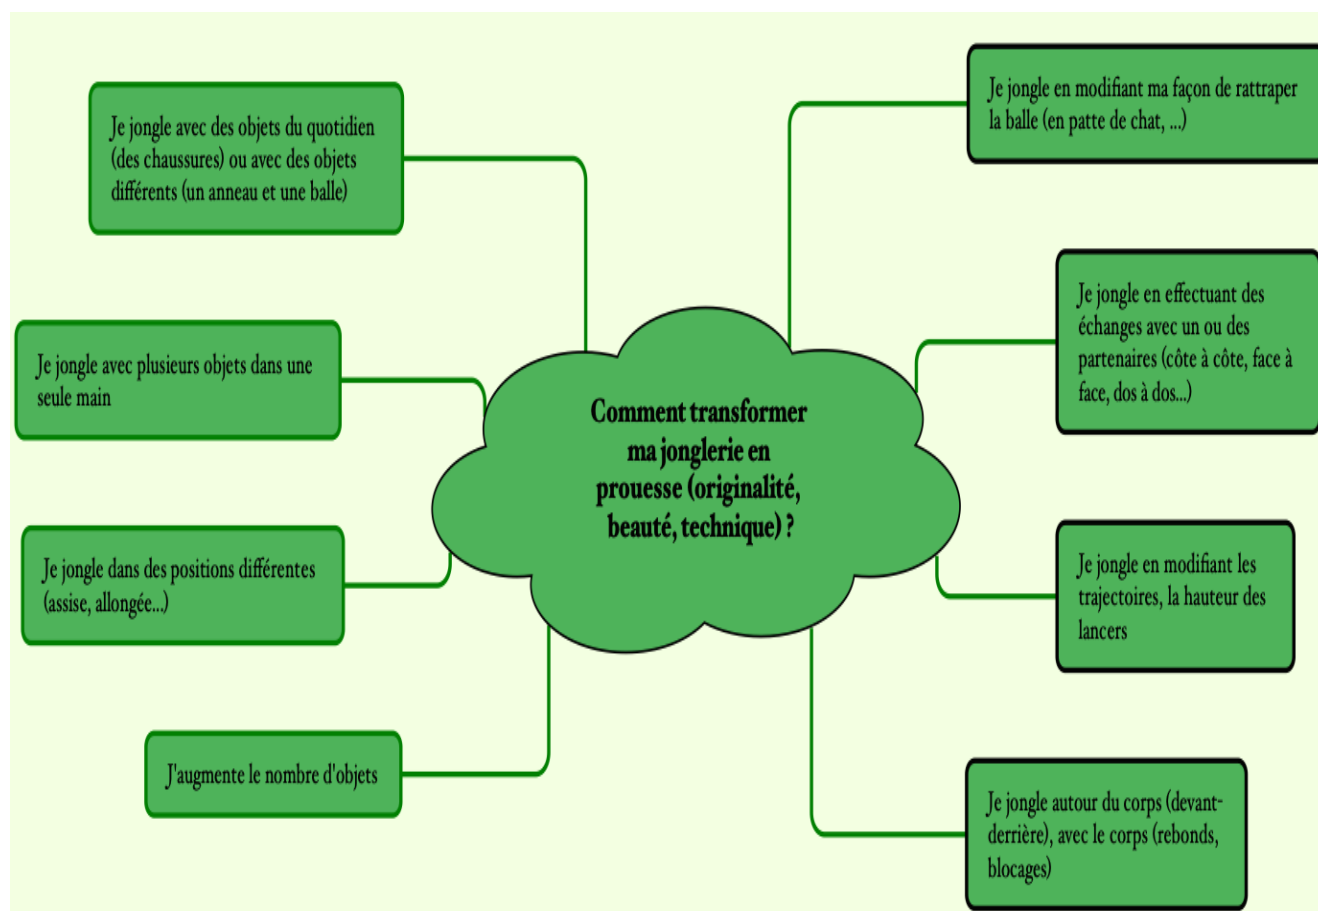 Je jongle avec des objets du quotidien
(des chaussures) ou avec des objets
différents (un anneau et une balle)
Je jongle avec plusieurs objets dans une
seule main
Je jongle dans des positions différentes
(assise, allongée...)
J'augmente le nombre d'objets
Comment transformer
ma jonglerie en
prouesse (originalité,
beauté, technique) ?
Je jongle en modifiant ma façon de rattraper
la balle (en patte de chat, ...)
Je jongle en effectuant des
échanges avec un ou des
partenaires (côte à côte, face à
face, dos à dos...)
Je jongle en modifiant les
trajectoires, la hauteur des
lancers
Je jongle autour du corps (devant-
derrière), avec le corps (rebonds,
blocages)